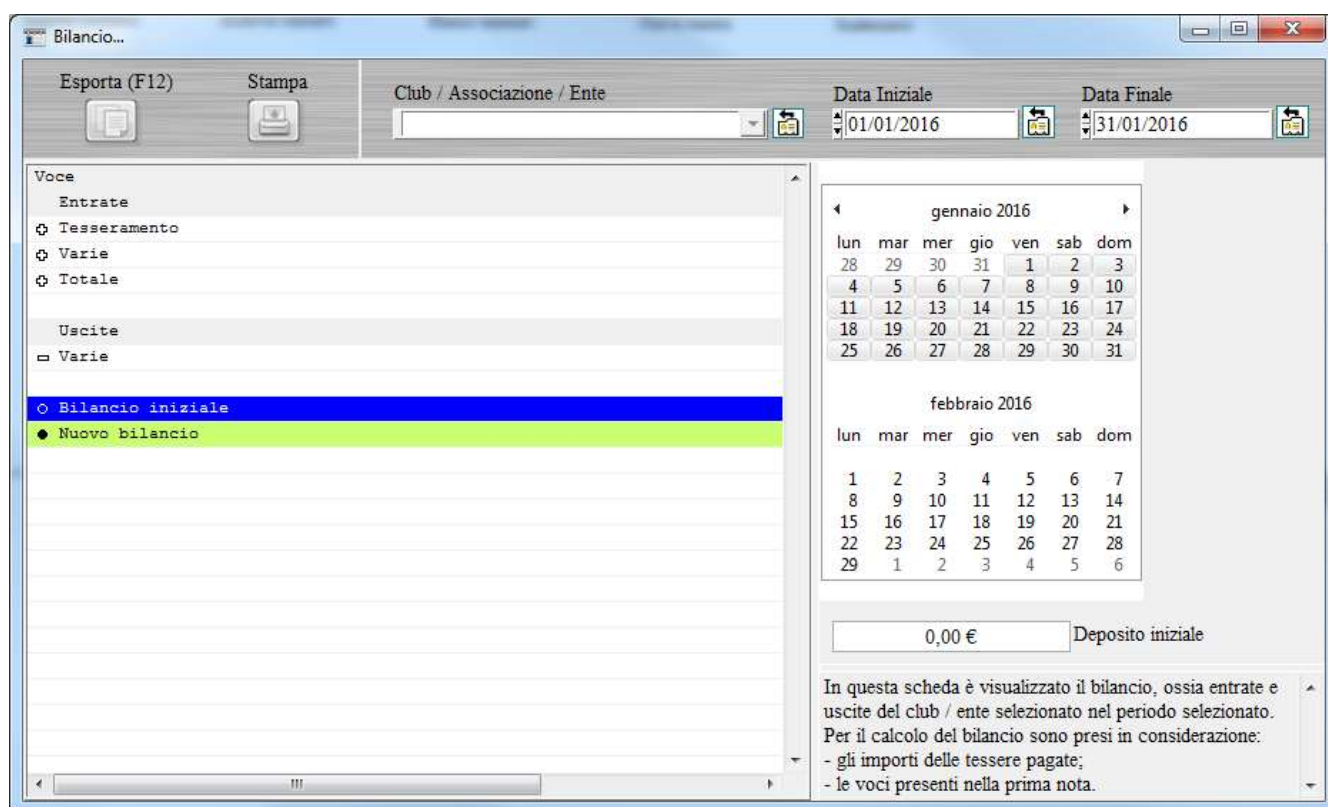 Bilancio...
Esporta (F12) Stampa Club / Associazione / Ente Data Iniziale Data Finale
01/01/2016 31/01/2016
Voce
Entrate
Tesseramento
Varie
Totale
Uscite
Varie
Bilancio iniziale
Nuovo bilancio
gennaio 2016
lun mar mer gio ven sab dom
28 29 30 31 1 2 3
4 5 6 7 8 9 10
11 12 13 14 15 16 17
18 19 20 21 22 23 24
25 26 27 28 29 30 31
febbraio 2016
lun mar mer gio ven sab dom
1 2 3 4 5 6 7
8 9 10 11 12 13 14
15 16 17 18 19 20 21
22 23 24 25 26 27 28
29 1 2 3 4 5 6
0,00 € Deposito iniziale
In questa scheda è visualizzato il bilancio, ossia entrate e
uscite del club / ente selezionato nel periodo selezionato.
Per il calcolo del bilancio sono presi in considerazione:
- gli importi delle tessere pagate;
- le voci presenti nella prima nota.